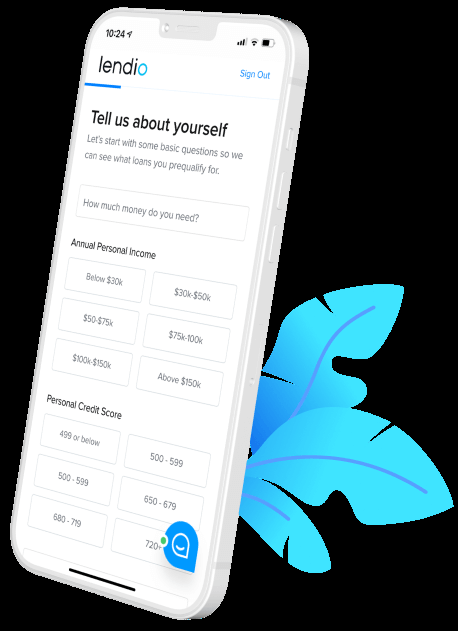 10:24
lendio
Sign Out
Tell us about yourself
Let's start with some basic questions so we
can see what loans you prequalify for.
How much money do you need?
Annual Personal Income
Below $30k
$30k-$50k
$50-$75k
$75k-100k
$100k-$150k
Above $150k
Personal Credit Score
499 or below
500 - 599
500 - 599
650 - 679
680 - 719
720+